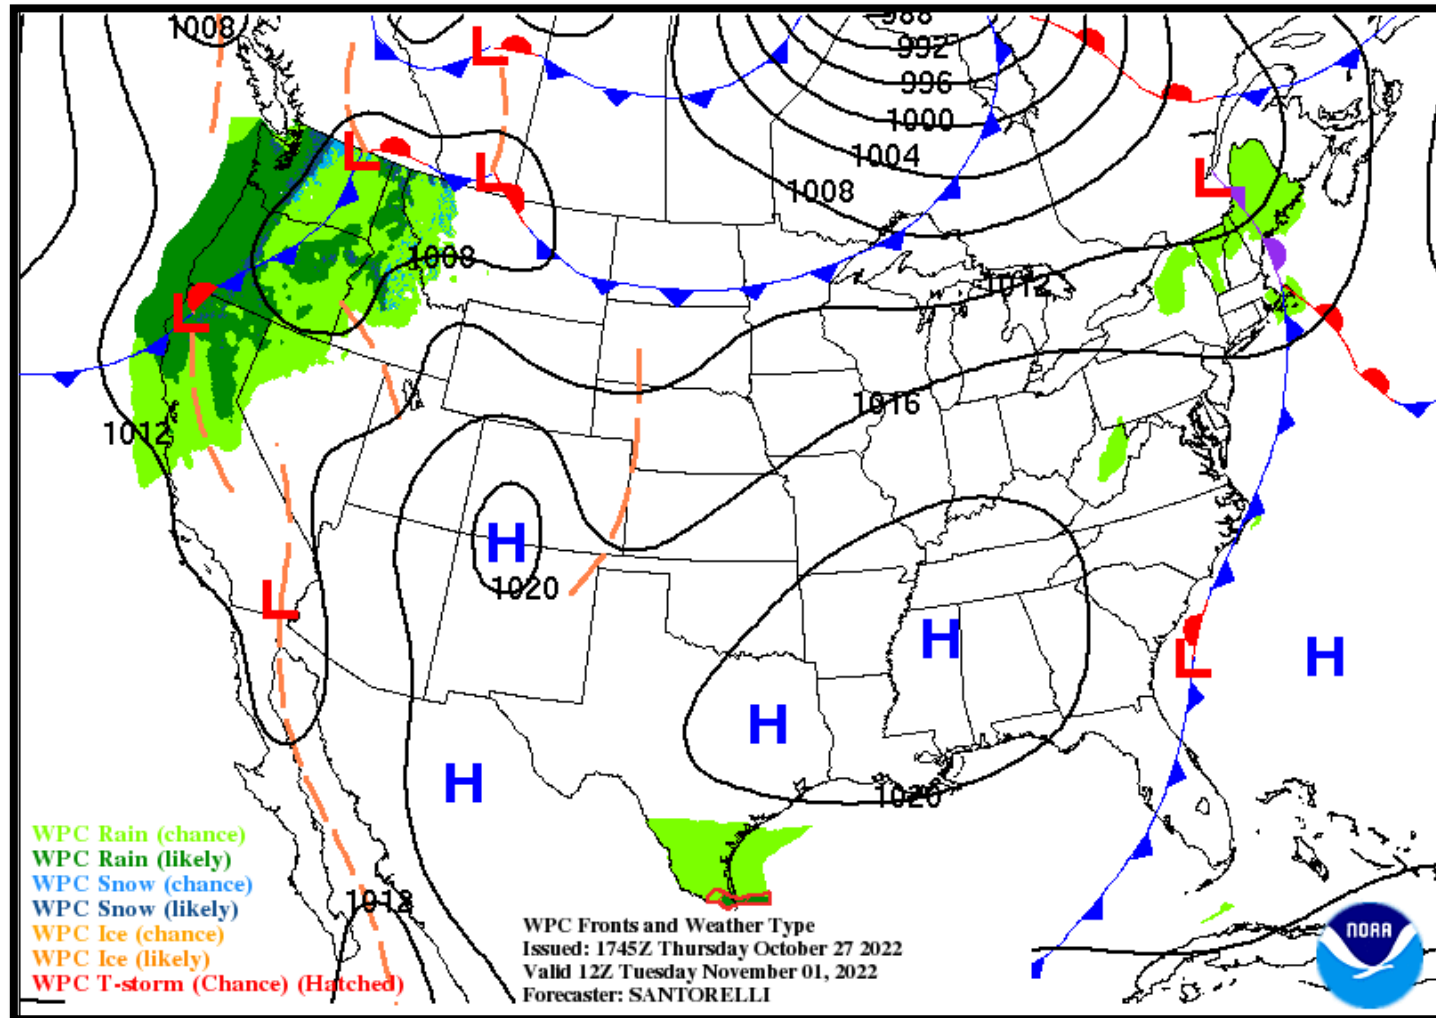 1008
988
992
996
1000
1004
1008
L
L
L
L
1008
1012
L
1012
1016
H
1020
L
H
L
H
H
H
1020
1012
WPC Rain (chance)
WPC Rain (likely)
WPC Snow (chance)
WPC Snow (likely)
WPC Ice (chance)
WPC Ice (likely)
WPC T-storm (Chance) (Hatched)
WPC Fronts and Weather Type
Issued: 1745Z Thursday October 27 2022
Valid 12Z Tuesday November 01, 2022
Forecaster: SANTORELLI
NOAA